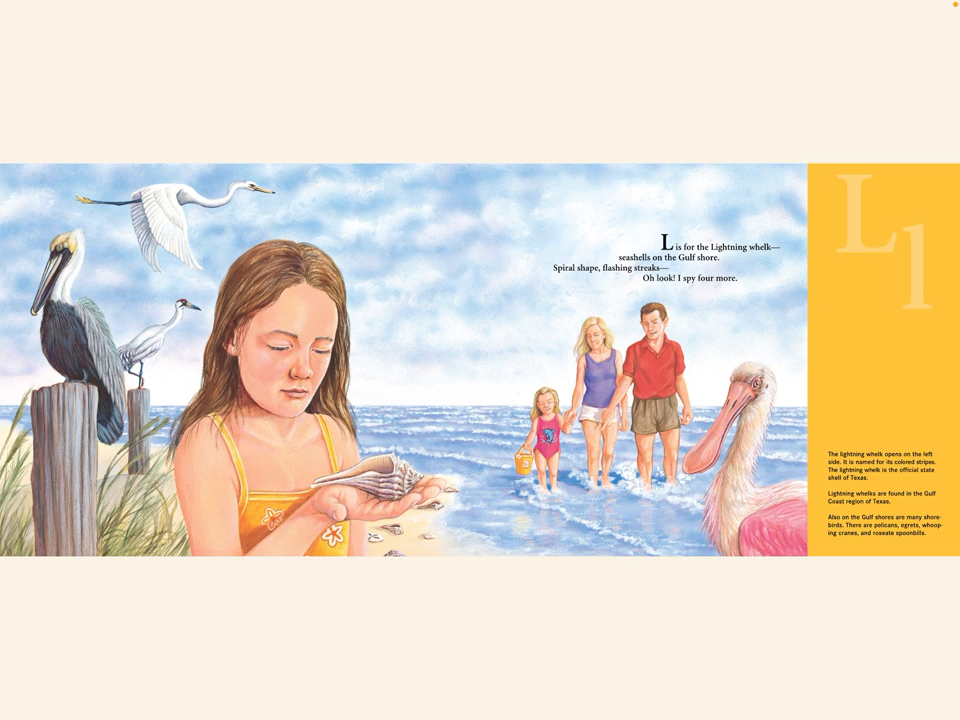 L is for the Lightning whelk—
seashells on the Gulf shore.
Spiral shape, flashing streaks—
Oh look! I spy four more.
L l
The lightning whelk opens on the left
side. It is named for its colored stripes.
The lightning whelk is the official state
shell of Texas.
Lightning whelks are found in the Gulf
Coast region of Texas.
Also on the Gulf shores are many shore-
birds. There are pelicans, egrets, whoop-
ing cranes, and roseate spoonbills.